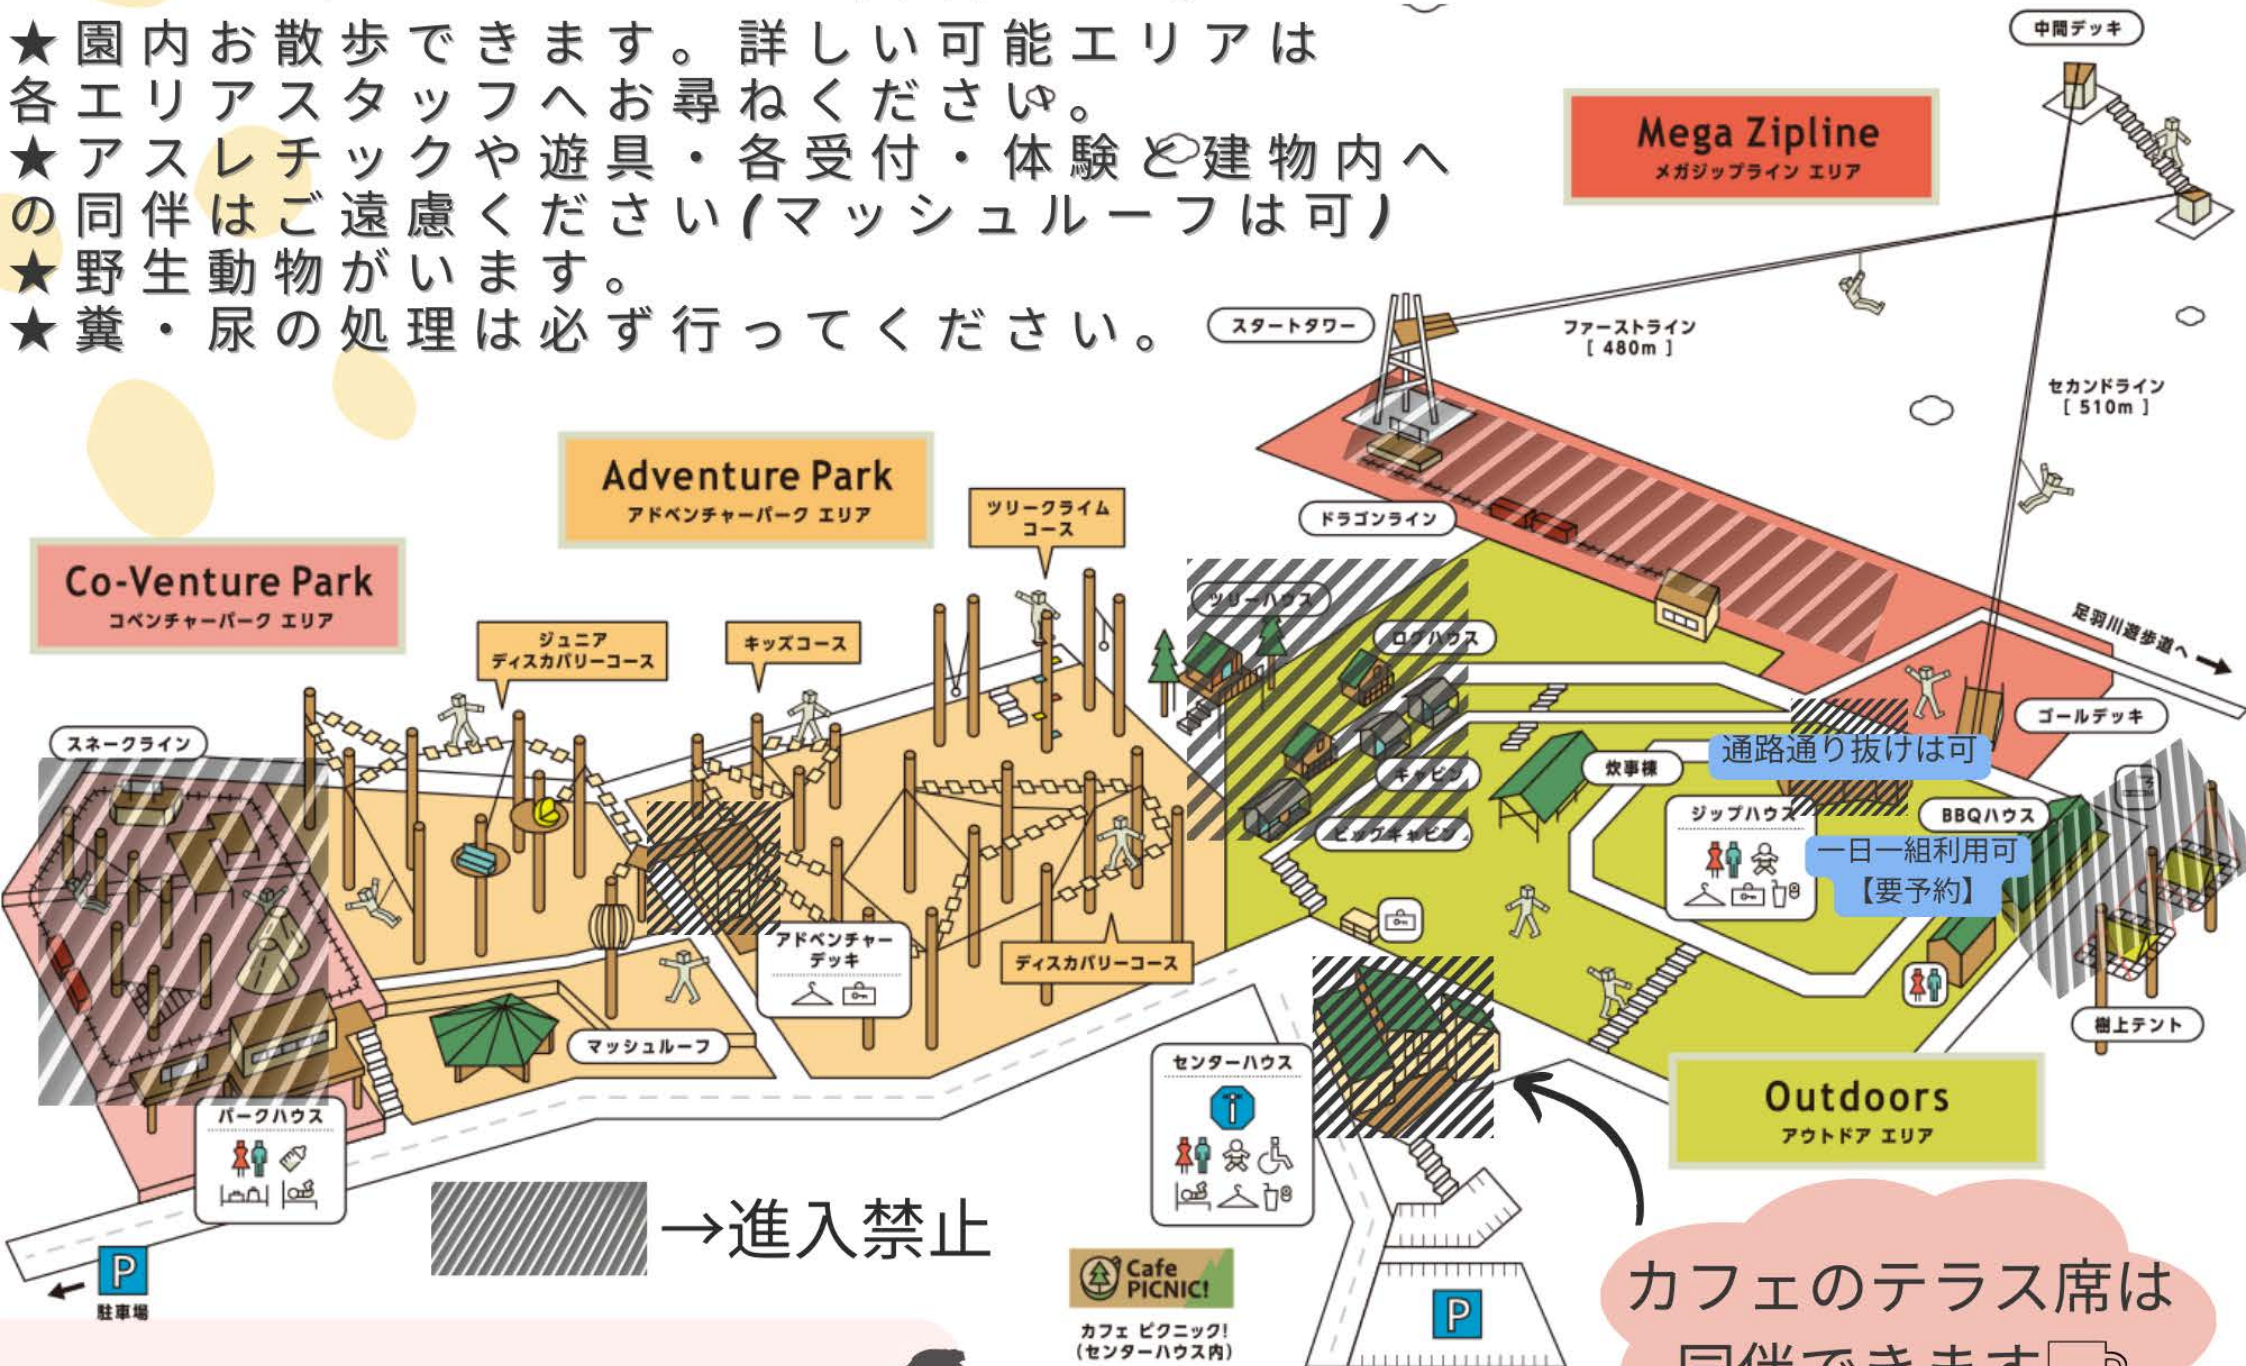 ★園内お散歩できます。詳しい可能エリアは
各エリアスタッフへお尋ねください。
★アスレチックや遊具・各受付・体験と建物内へ
の同伴はご遠慮ください(マッシュルーフは可)
★野生動物がいます。
★糞・尿の処理は必ず行ってください。
中間デッキ
Mega Zipline
メガジップライン エリア
スタートタワー
ファーストライン
[ 480m ]
セカンドライン
[ 510m ]
ドラゴンライン
足羽川遊歩道へ
ゴールデッキ
Adventure Park
アドベンチャーパーク エリア
ツリークライム
コース
Co-Venture Park
コベンチャーパーク エリア
ジュニア
ディスカバリーコース
キッズコース
スネークライン
ツリーハウス
ログハウス
キャビン
ビッグキャビン
炊事棟
通路通り抜けは可
ジップハウス
BBQハウス
一日一組利用可
【要予約】
アドベンチャー
デッキ
ディスカバリーコース
マッシュルーフ
樹上テント
センターハウス
Outdoors
アウトドア エリア
パークハウス
→進入禁止
P
駐車場
Cafe
PICNIC!
カフェ ピクニック!
(センターハウス内)
P
カフェのテラス席は
同伴できます